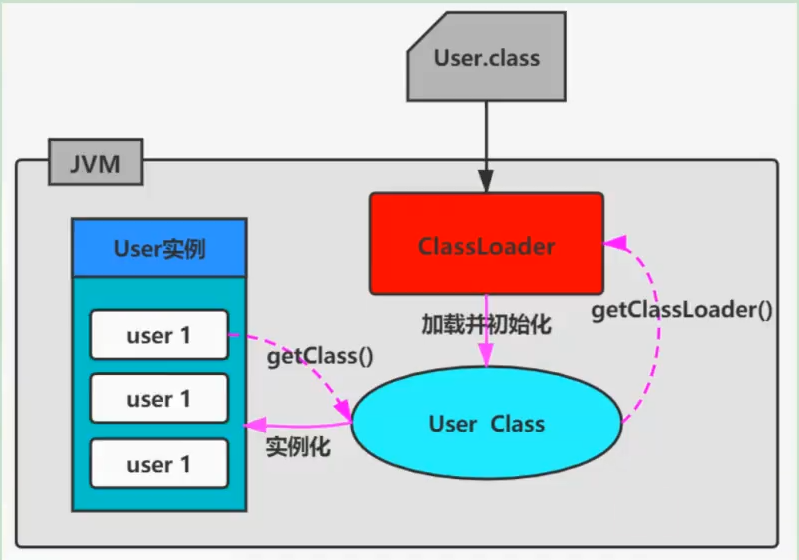 User.class
JVM
User实例
ClassLoader
加载并初始化
getClassLoader()
user 1
getClass()
user 1
User Class
实例化
user 1